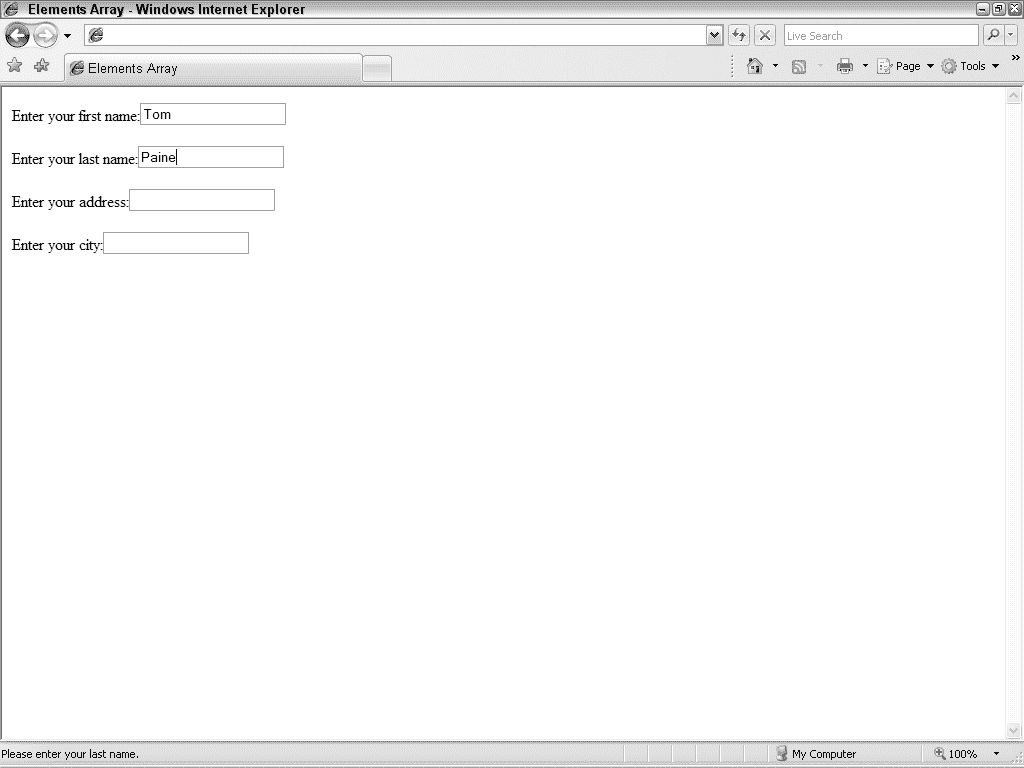 Elements Array - Windows Internet Explorer
Live Search
Elements Array
Page
Tools
»
Enter your first name: Tom
Enter your last name: Paine
Enter your address:
Enter your city:
Please enter your last name.
My Computer
100%